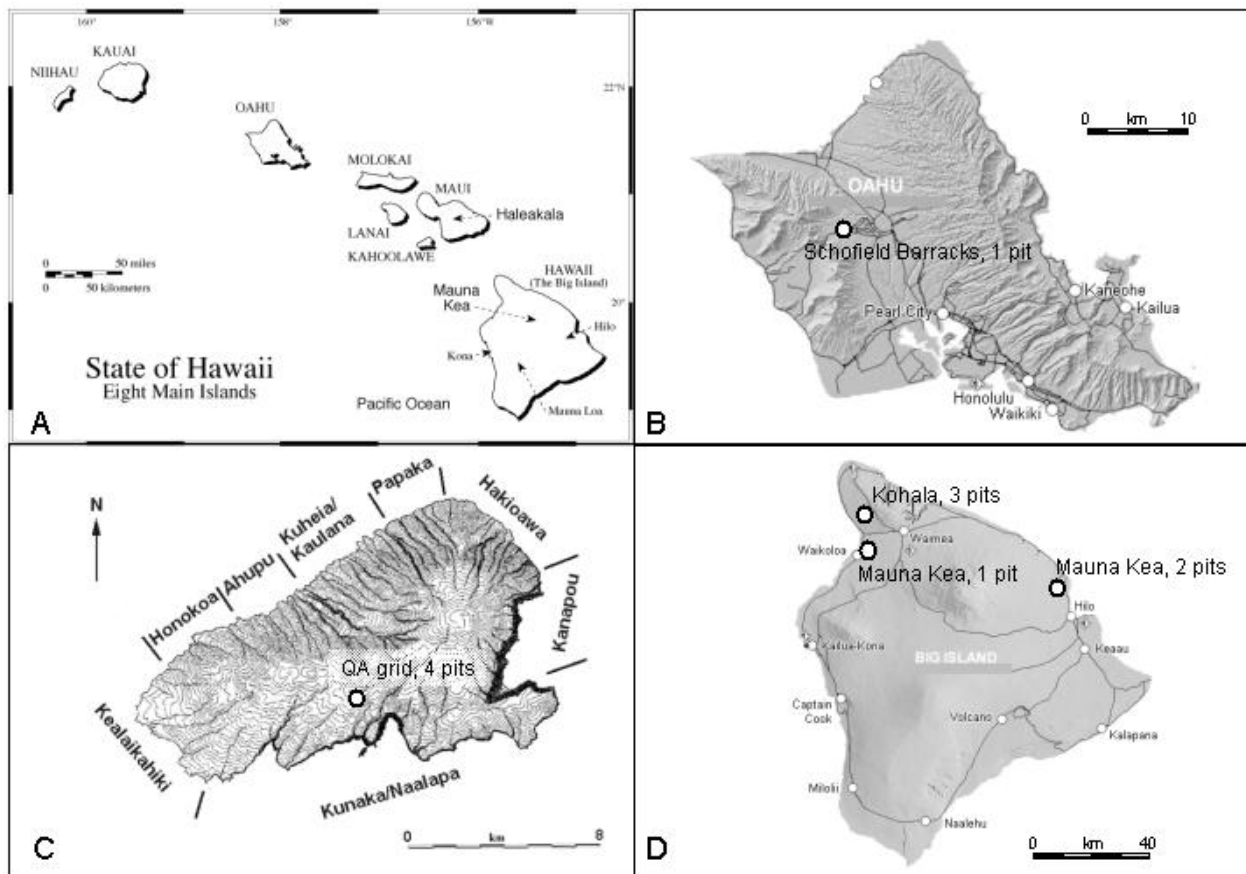 160°
158°
156°W
KAUAI
NIIHAU
22°N
OAHU
MOLOKAI
MAUI
Haleakala
LANAI
KAHOOLAWE
0 50 miles
0 50 kilometers
HAWAII
(The Big Island)
20°
Mauna
Kea
Hilo
Kona
State of Hawaii
Eight Main Islands
Mauna Loa
Pacific Ocean
A
0 km 10
OAHU
Schofield Barracks, 1 pit
Kaneohe
Kailua
Pearl City
Honolulu
Waikiki
B
N
Honokoa
Ahupu
Kuheia/
Kaulana
Papaka
Hakioawa
Kanapou
QA grid, 4 pits
Kealaikahiki
Kunaka/Naalapa
0 8
km
C
Kohala, 3 pits
Waimea
Waikoloa
Mauna Kea, 1 pit
Mauna Kea, 2 pits
Hilo
Keaau
Kailua-Kona
BIG ISLAND
Captain
Cook
Volcano
Kalapana
Milolii
Naalehu
0 km 40
D